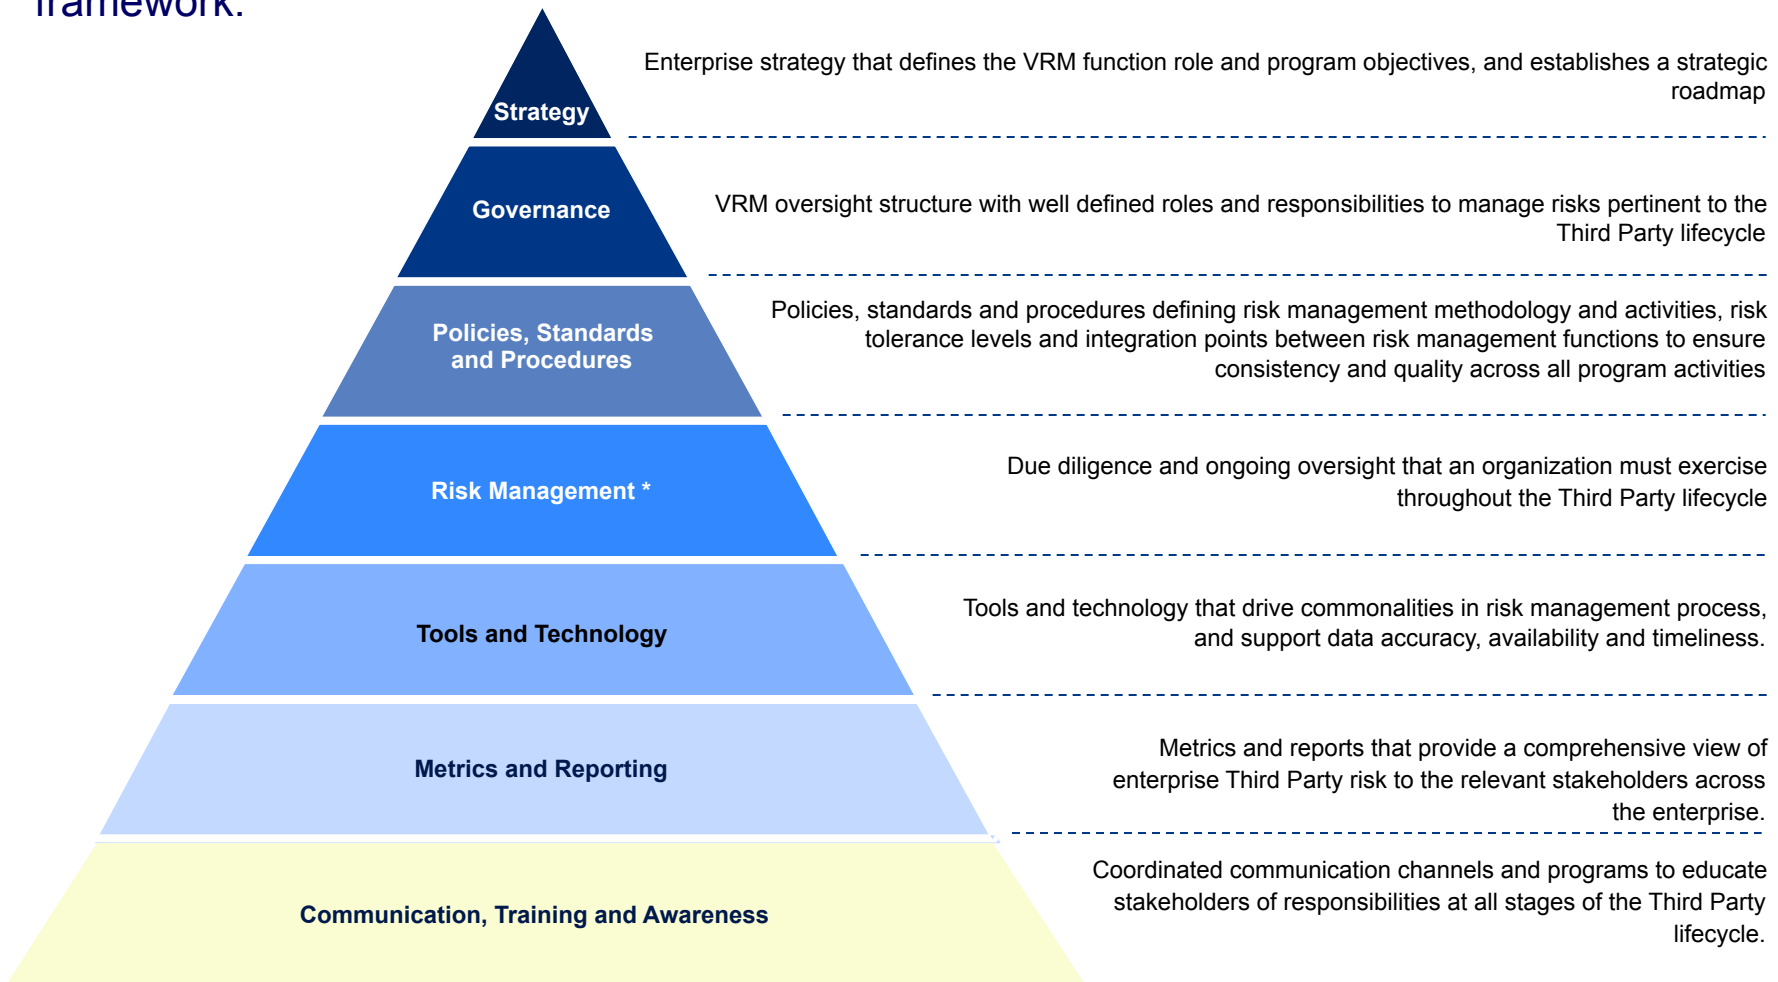 framework.
Strategy
Enterprise strategy that defines the VRM function role and program objectives, and establishes a strategic
roadmap
Governance
VRM oversight structure with well defined roles and responsibilities to manage risks pertinent to the
Third Party lifecycle
Policies, Standards
and Procedures
Policies, standards and procedures defining risk management methodology and activities, risk
tolerance levels and integration points between risk management functions to ensure
consistency and quality across all program activities
Risk Management *
Due diligence and ongoing oversight that an organization must exercise
throughout the Third Party lifecycle
Tools and Technology
Tools and technology that drive commonalities in risk management process,
and support data accuracy, availability and timeliness.
Metrics and Reporting
Metrics and reports that provide a comprehensive view of
enterprise Third Party risk to the relevant stakeholders across
the enterprise.
Communication, Training and Awareness
Coordinated communication channels and programs to educate
stakeholders of responsibilities at all stages of the Third Party
lifecycle.